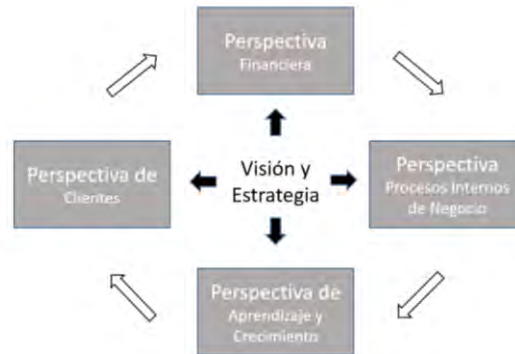 Perspectiva
Financiera
Perspectiva de
Clientes
Visión y
Estrategia
Perspectiva
Procesos Internos
de Negocio
Perspectiva de
Aprendizaje y
Crecimiento